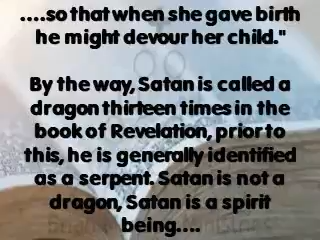 ....so that when she gave birth
he might devour her child."
By the way, Satan is called a
dragon thirteen times in the
book of Revelation, prior to
this, he is generally identified
as a serpent. Satan is not a
dragon, Satan is a spirit
being....